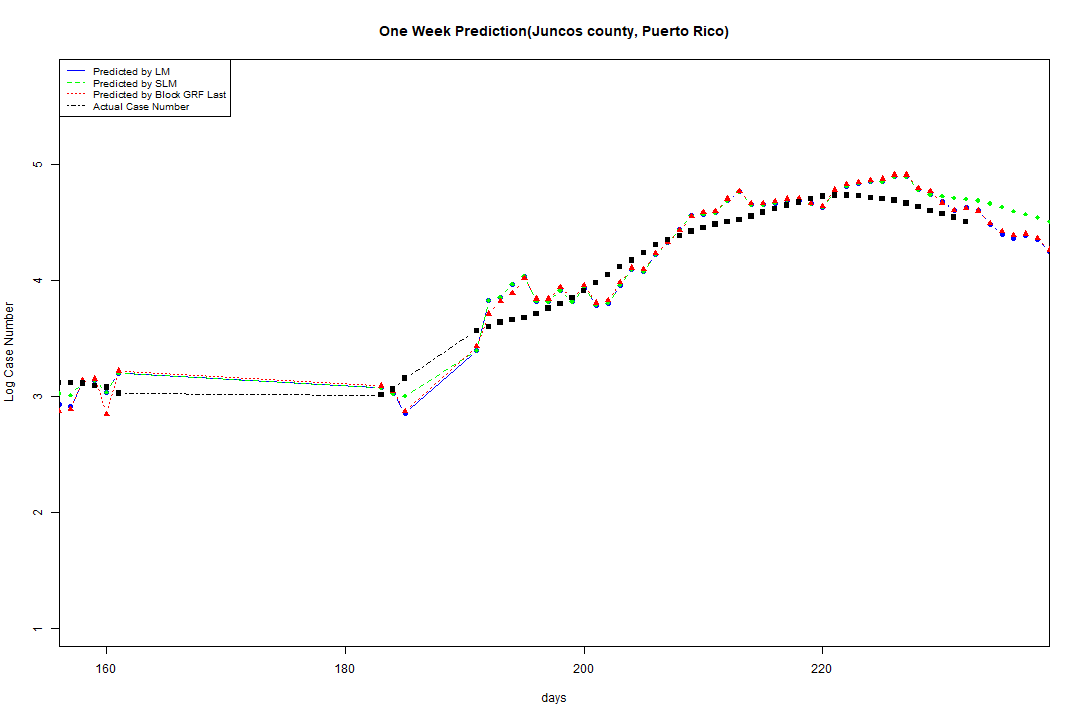 One Week Prediction(Juncos county, Puerto Rico)
Predicted by LM
Predicted by SLM
Predicted by Block GRF Last
Actual Case Number
5
4
3
2
1
Log Case Number
160 180 200 220
days